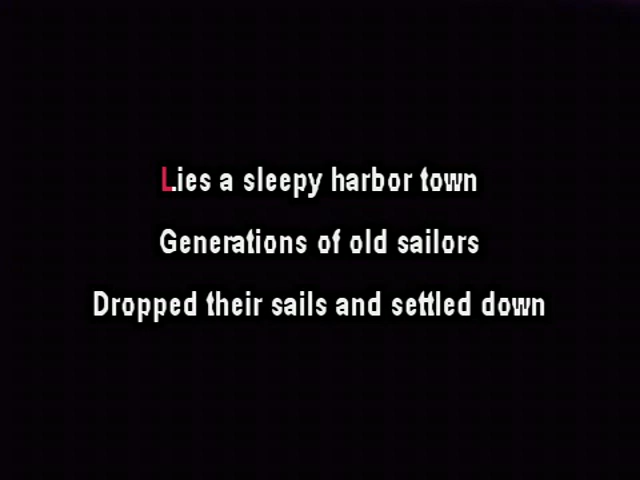 Lies a sleepy harbor town
Generations of old sailors
Dropped their sails and settled down